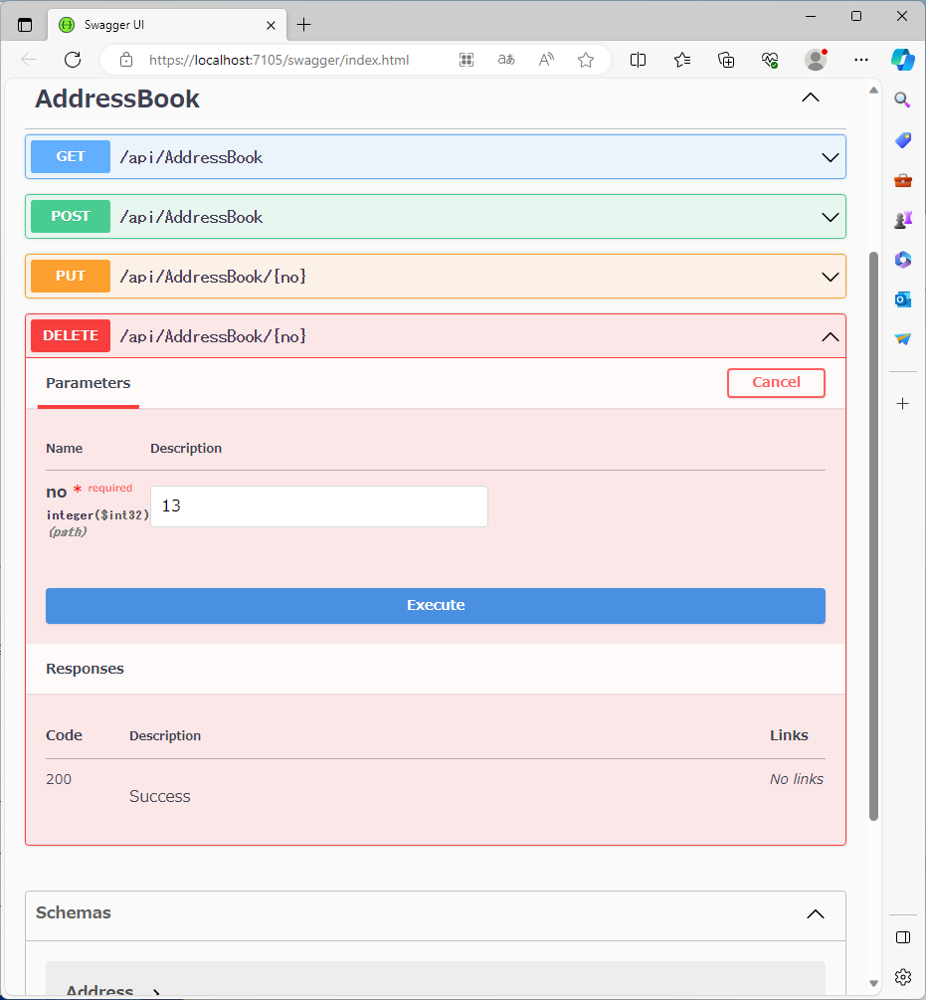 Swagger UI
https://localhost:7105/swagger/index.html
AddressBook
GET /api/AddressBook
POST /api/AddressBook
PUT /api/AddressBook/{no}
DELETE /api/AddressBook/{no}
Parameters Cancel
Name Description
no * required 13
integer($int32)
(path)
Execute
Responses
Code Description Links
200 No links
Success
Schemas
Address